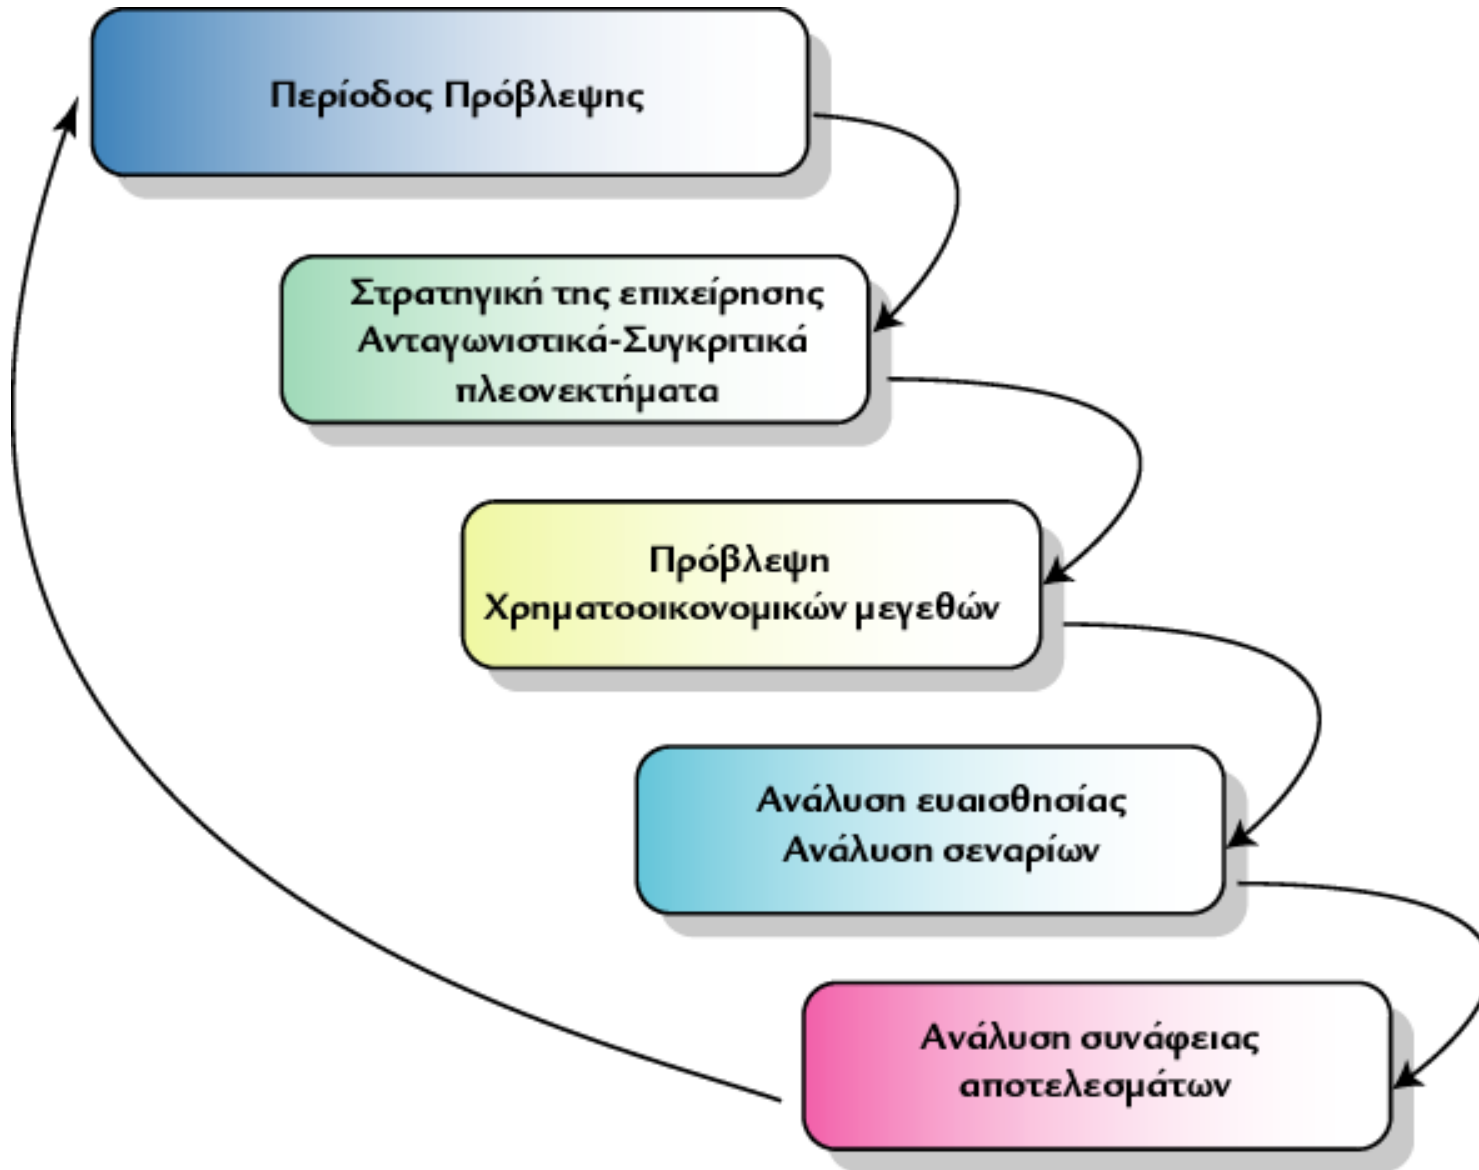 Περίοδος Πρόβλεψης
Στρατηγική της επιχείρησης
Ανταγωνιστικά-Συγκριτικά
πλεονεκτήματα
Πρόβλεψη
Χρηματοοικονομικών μεγεθών
Ανάλυση ευαισθησίας
Ανάλυση σεναρίων
Ανάλυση συνάφειας
αποτελεσμάτων